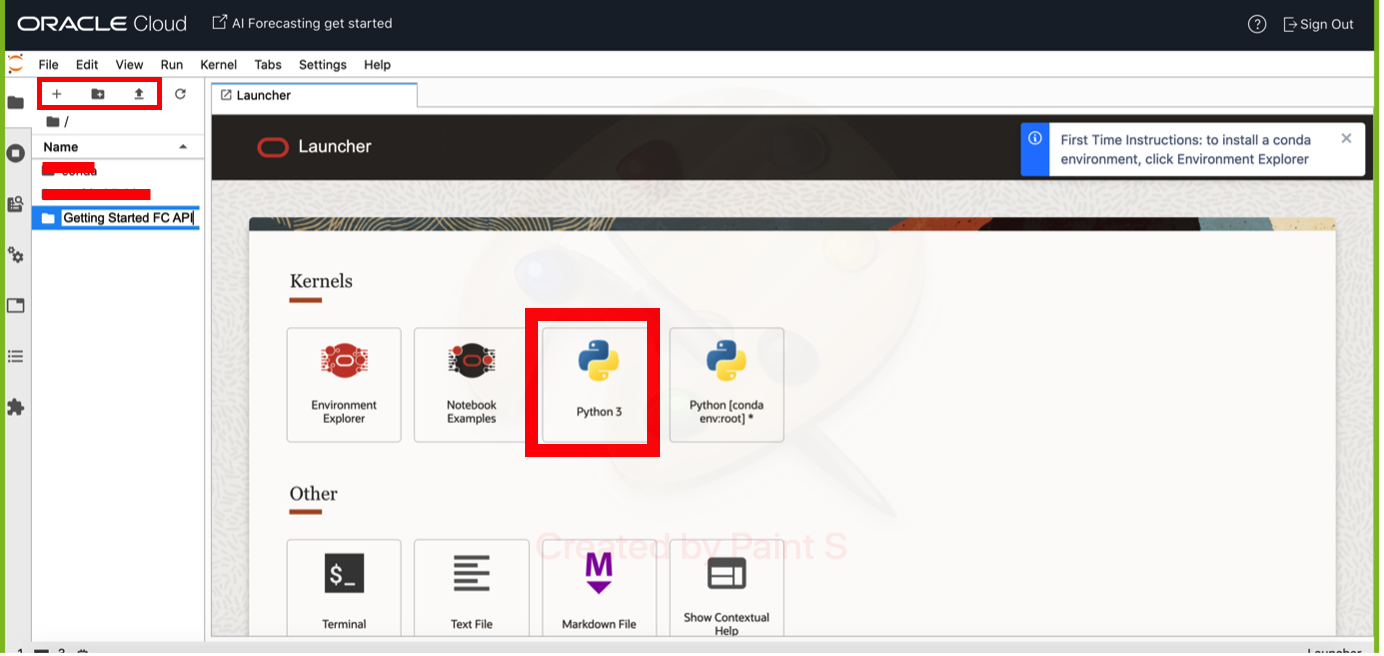 ORACLE Cloud
AI Forecasting get started
? Sign Out
File Edit View Run Kernel Tabs Settings Help
+
/
Launcher
Name
conda
Getting Started FC API
Launcher
First Time Instructions: to install a conda
environment, click Environment Explorer
Kernels
Environment
Explorer
Notebook
Examples
Python 3
Python [conda
env:root] *
Other
Created by Paint S
$_
Terminal
Text File
M
Markdown File
Show Contextual
Help
Launcher